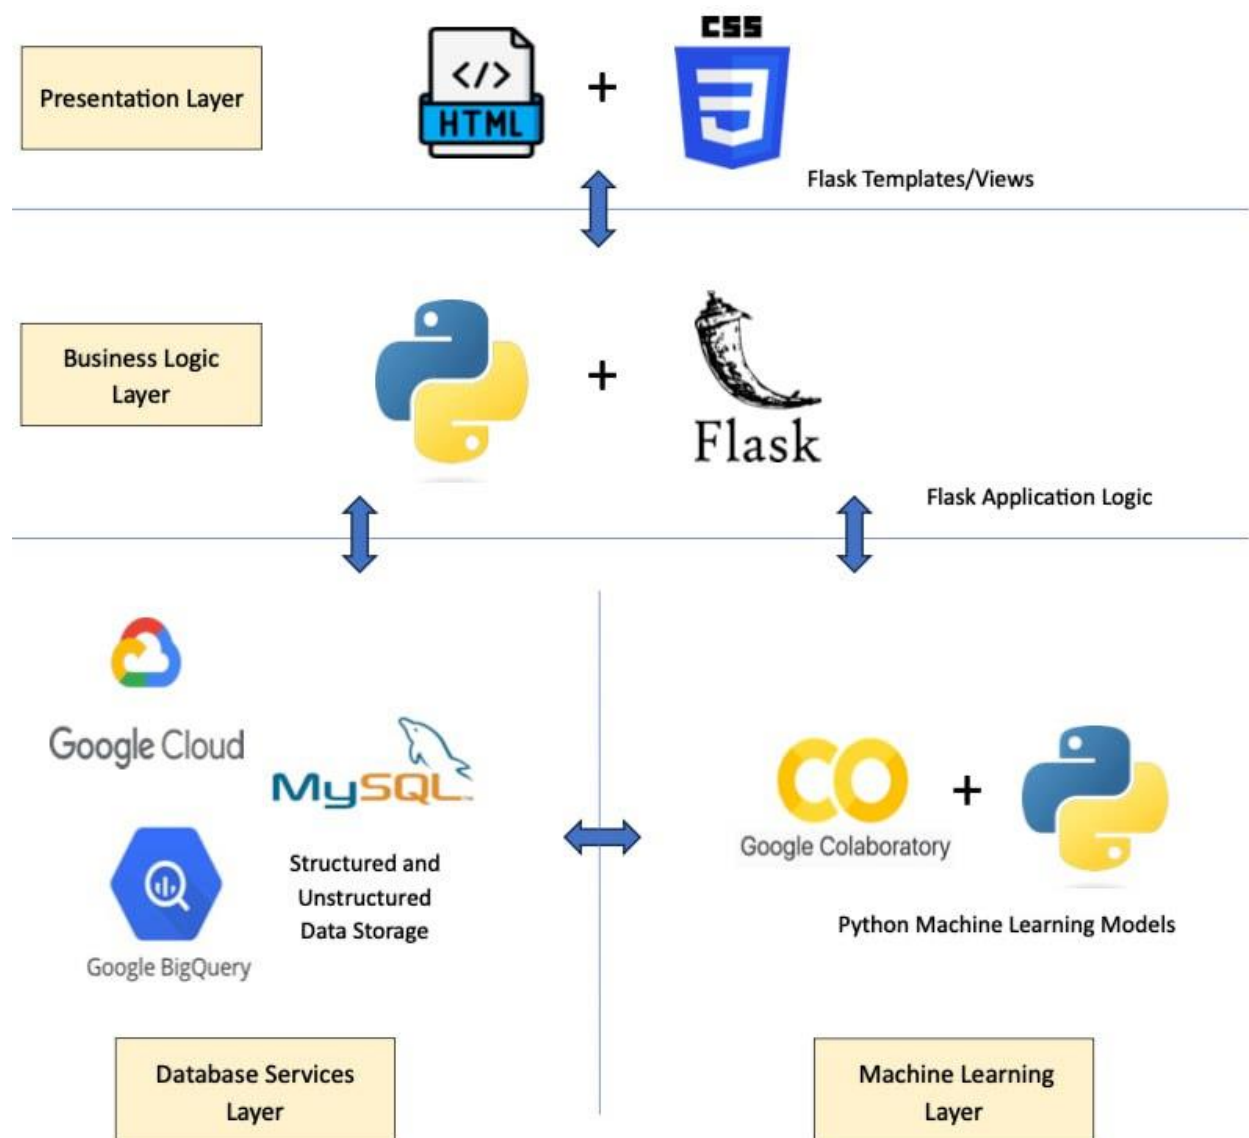 CSS
</>
HTML
Presentation Layer
Flask Templates/Views
Business Logic
Layer
Flask
Flask Application Logic
Google Cloud
MySQL
Structured and
Unstructured
Data Storage
Google BigQuery
Google Colaboratory
Python Machine Learning Models
Database Services
Layer
Machine Learning
Layer